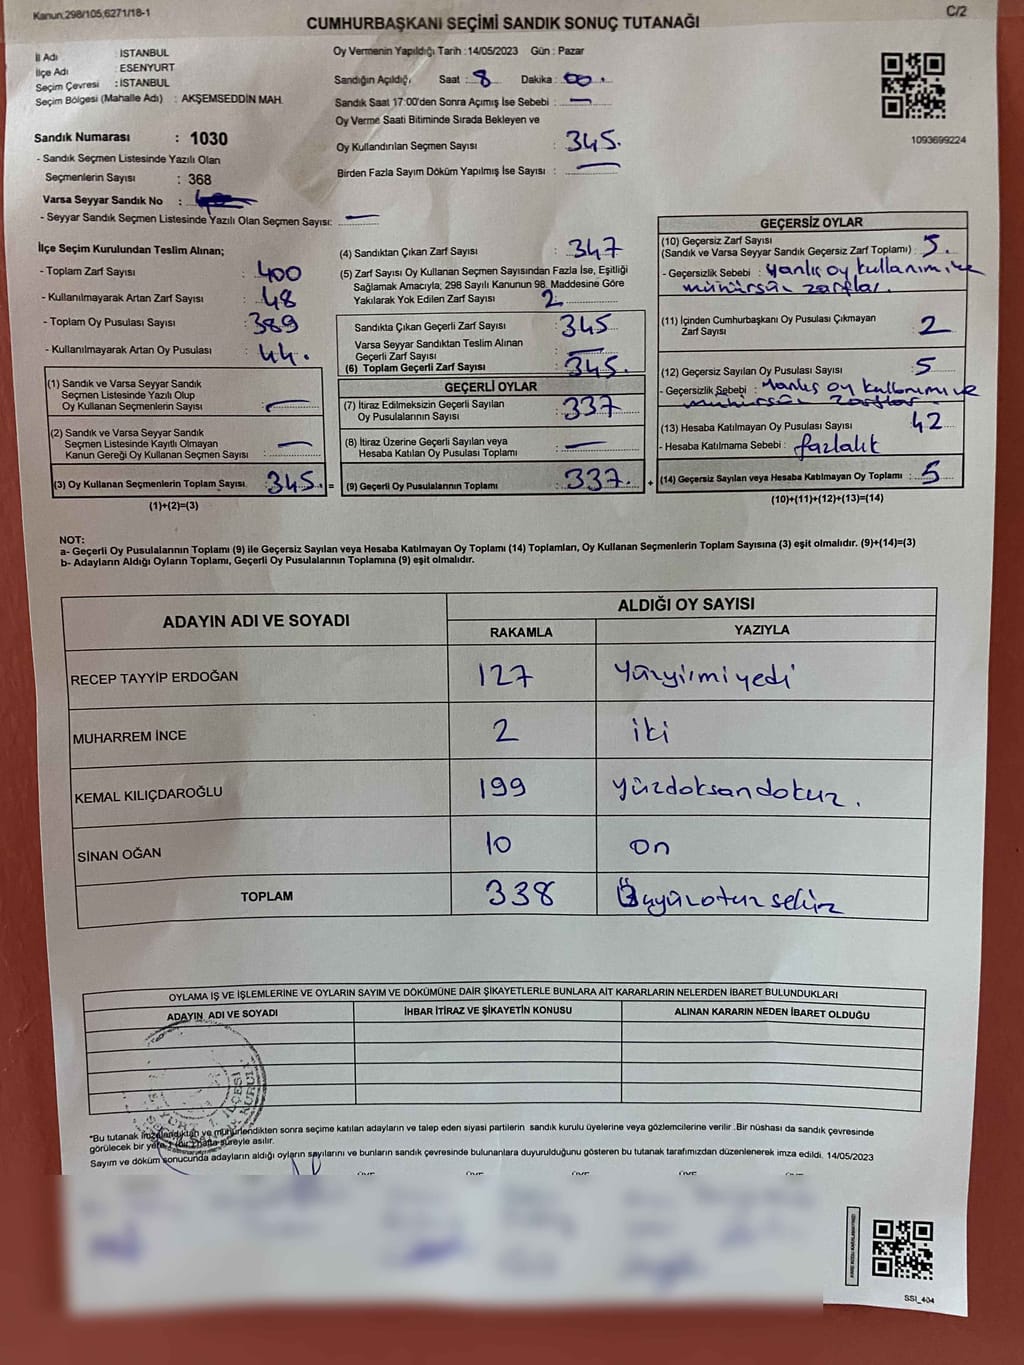 Kanun:298/105,6271/18-1
C/2
CUMHURBAŞKANI SEÇİMİ SANDIK SONUÇ TUTANAĞI
İl Adı : İSTANBUL
İlçe Adı : ESENYURT
Seçim Çevresi : İSTANBUL
Seçim Bölgesi (Mahalle Adı) : AKŞEMSEDDİN MAH.
Sandık Numarası : 1030
- Sandık Seçmen Listesinde Yazılı Olan
Seçmenlerin Sayısı : 368
Varsa Seyyar Sandık No :
- Seyyar Sandık Seçmen Listesinde Yazılı Olan Seçmen Sayısı: —
Oy Vermenin Yapıldığı Tarih :14/05/2023 Gün : Pazar
Sandığın Açıldığı Saat : 8 Dakika : 00
Sandık Saat 17:00'den Sonra Açımış İse Sebebi : —
Oy Verme Saati Bitiminde Sırada Bekleyen ve
Oy Kullandırılan Seçmen Sayısı : 345.
Birden Fazla Sayım Döküm Yapılmış İse Sayısı : —
1093699224
İlçe Seçim Kurulundan Teslim Alınan;
- Toplam Zarf Sayısı : 400
- Kullanılmayarak Artan Zarf Sayısı : 48
- Toplam Oy Pusulası Sayısı : 389
- Kullanılmayarak Artan Oy Pusulası : 44.
(1) Sandık ve Varsa Seyyar Sandık
Seçmen Listesinde Yazılı Olup
Oy Kullanan Seçmenlerin Sayısı : —
(2) Sandık ve Varsa Seyyar Sandık
Seçmen Listesinde Kayıtlı Olmayan
Kanun Gereği Oy Kullanan Seçmen Sayısı : —
(3) Oy Kullanan Seçmenlerin Toplam Sayısı : 345. =
(1)+(2)=(3)
(4) Sandıktan Çıkan Zarf Sayısı : 347
(5) Zarf Sayısı Oy Kullanan Seçmen Sayısından Fazla İse, Eşitliği
Sağlamak Amacıyla; 298 Sayılı Kanunun 98. Maddesine Göre
Yakılarak Yok Edilen Zarf Sayısı : 2
Sandıkta Çıkan Geçerli Zarf Sayısı : 345
Varsa Seyyar Sandıktan Teslim Alınan
Geçerli Zarf Sayısı : —
(6) Toplam Geçerli Zarf Sayısı : 345.
GEÇERLİ OYLAR
(7) İtiraz Edilmeksizin Geçerli Sayılan
Oy Pusulalarının Sayısı : 337
(8) İtiraz Üzerine Geçerli Sayılan veya
Hesaba Katılan Oy Pusulası Toplamı : —
(9) Geçerli Oy Pusulalarının Toplamı : 337. +
GEÇERSİZ OYLAR
(10) Geçersiz Zarf Sayısı
(Sandık ve Varsa Seyyar Sandık Geçersiz Zarf Toplamı) : 5.
- Geçersizlik Sebebi : Yanlış oy kullanımı ve
mühürsüz zarflar.
(11) İçinden Cumhurbaşkanı Oy Pusulası Çıkmayan
Zarf Sayısı : 2
(12) Geçersiz Sayılan Oy Pusulası Sayısı : 5
- Geçersizlik Sebebi : Yanlış oy kullanımı ve
mühürsüz zarflar.
(13) Hesaba Katılmayan Oy Pusulası Sayısı : 42
- Hesaba Katılmama Sebebi : fazlalık
(14) Geçersiz Sayılan veya Hesaba Katılmayan Oy Toplamı : 5
(10)+(11)+(12)+(13)=(14)
NOT:
a- Geçerli Oy Pusulalarının Toplamı (9) ile Geçersiz Sayılan veya Hesaba Katılmayan Oy Toplamı (14) Toplamları, Oy Kullanan Seçmenlerin Toplam Sayısına (3) eşit olmalıdır. (9)+(14)=(3)
b- Adayların Aldığı Oyların Toplamı, Geçerli Oy Pusulalarının Toplamına (9) eşit olmalıdır.
ADAYIN ADI VE SOYADI
ALDIĞI OY SAYISI
RAKAMLA YAZIYLA
RECEP TAYYİP ERDOĞAN 127 Yüzyirmiyedi
MUHARREM İNCE 2 iki
KEMAL KILIÇDAROĞLU 199 yüzdoksandokuz.
SİNAN OĞAN 10 on
TOPLAM 338 Üçyüzotuzsekiz
OYLAMA İŞ VE İŞLEMLERİNE VE OYLARIN SAYIM VE DÖKÜMÜNE DAİR ŞİKAYETLERLE BUNLARA AİT KARARLARIN NELERDEN İBARET BULUNDUKLARI
ADAYIN ADI VE SOYADI İHBAR İTİRAZ VE ŞİKAYETİN KONUSU ALINAN KARARIN NEDEN İBARET OLDUĞU
*Bu tutanak imzalandıktan ve mühürlendikten sonra seçime katılan adayların ve talep eden siyasi partilerin sandık kurulu üyelerine veya gözlemcilerine verilir .Bir nüshası da sandık çevresinde
görülecek bir yere 1 (bir) hafta süreyle asılır.
Sayım ve döküm sonucunda adayların aldığı oyların sayılarını ve bunların sandık çevresinde bulunanlara duyurulduğunu gösteren bu tutanak tarafımızdan düzenlenerek imza edildi. 14/05/2023
SSI_404